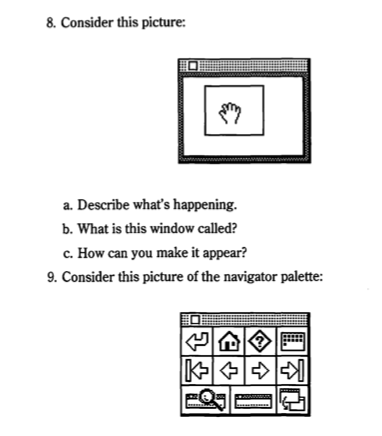 8. Consider this picture:
a. Describe what's happening.
b. What is this window called?
c. How can you make it appear?
9. Consider this picture of the navigator palette:
?